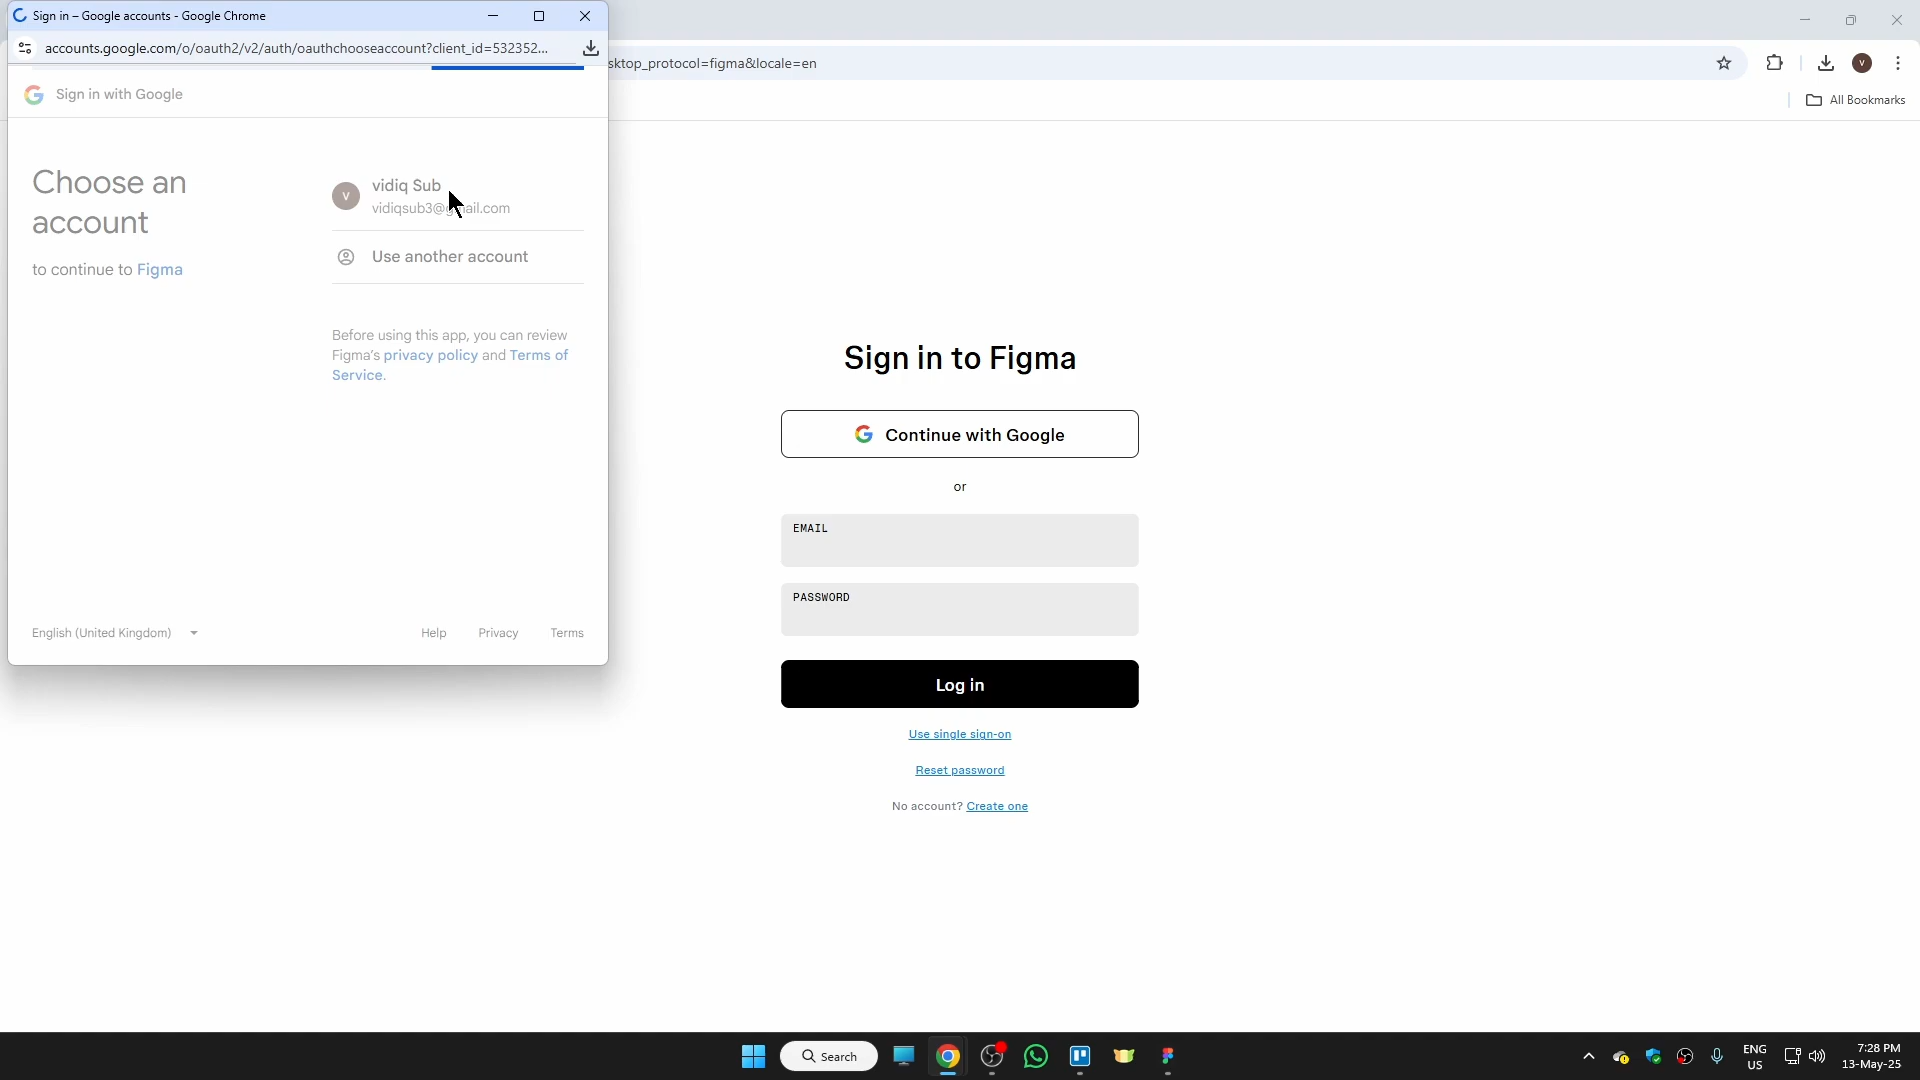 Sign in – Google accounts - Google Chrome
accounts.google.com/o/oauth2/v2/auth/oauthchooseaccount?client_id=532352...
sktop_protocol=figma&locale=en
V
All Bookmarks
Sign in with Google
Choose an
account
to continue to Figma
V
vidiq Sub
vidiqsub3@gmail.com
Use another account
Before using this app, you can review
Figma's privacy policy and Terms of
Service.
English (United Kingdom)
Help
Privacy
Terms
Sign in to Figma
Continue with Google
or
EMAIL
PASSWORD
Log in
Use single sign-on
Reset password
No account? Create one
Search
ENG
US
7:28 PM
13-May-25